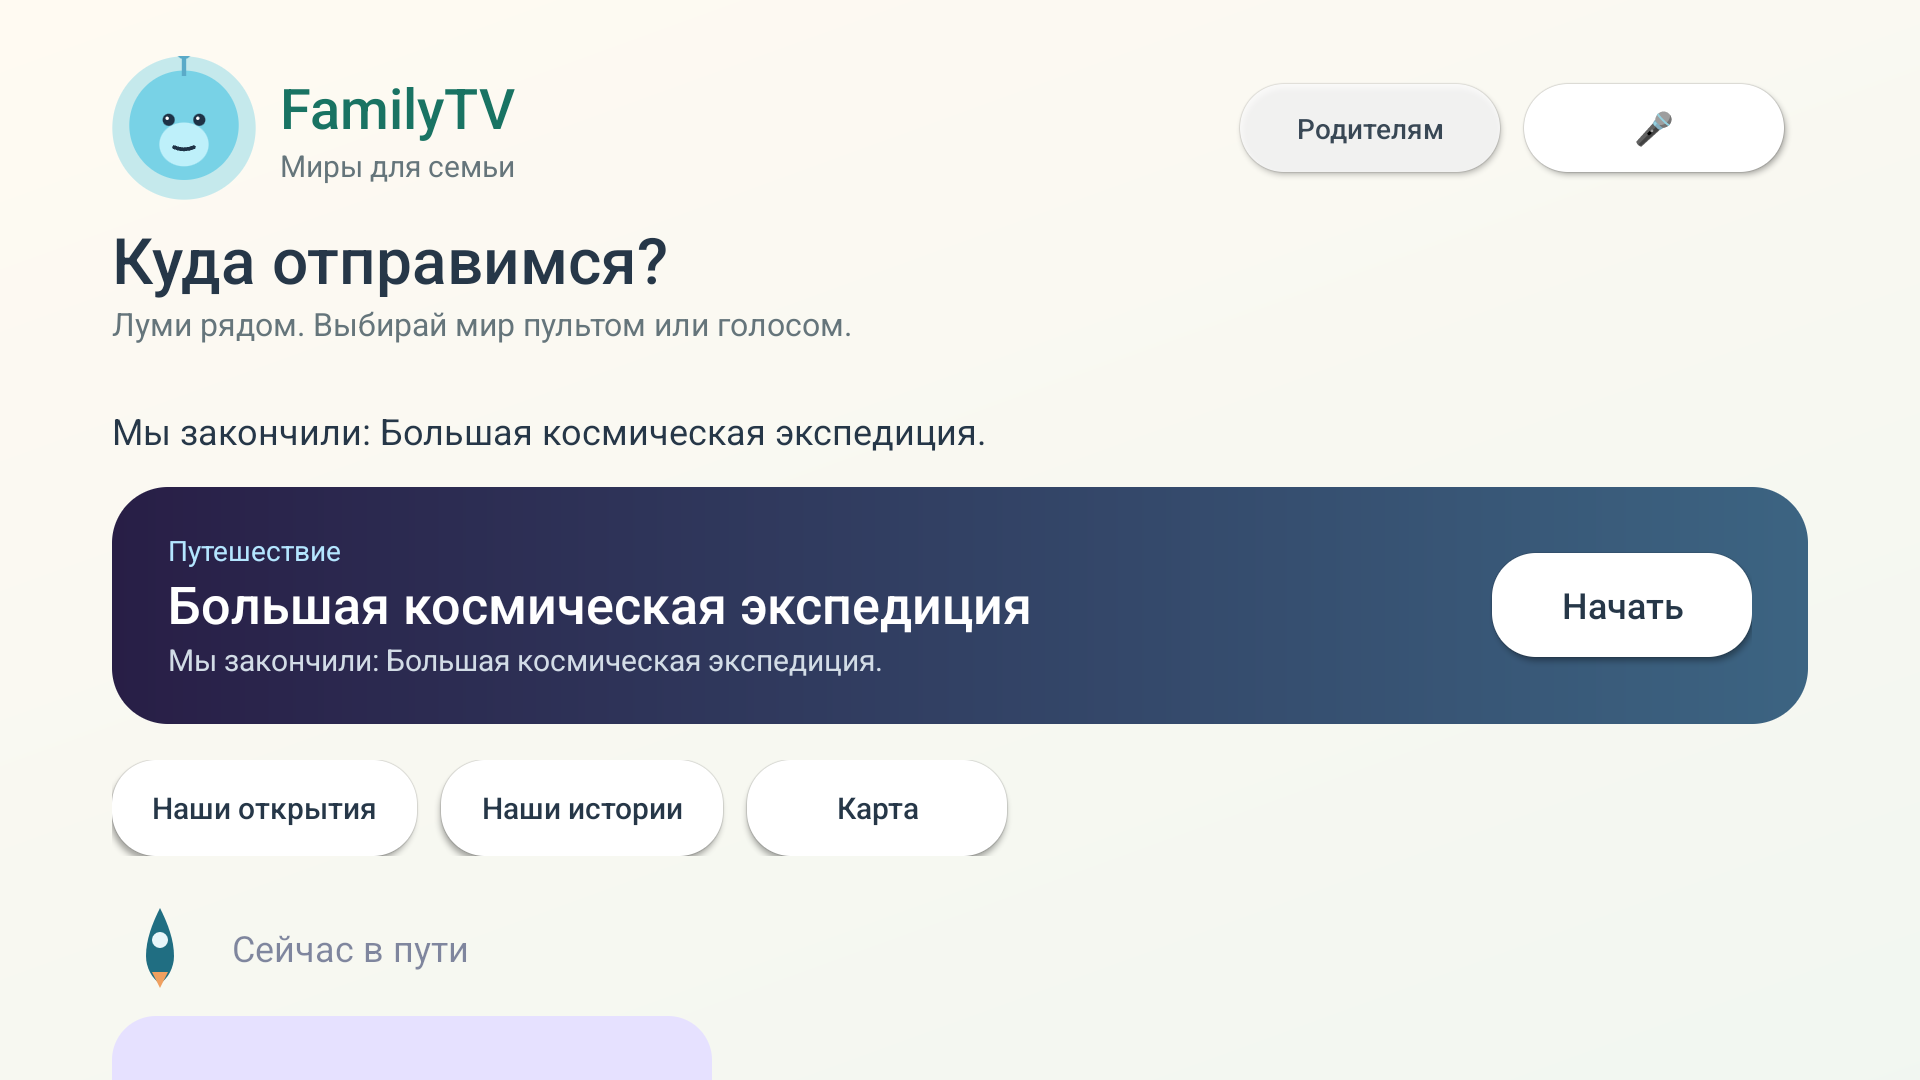 FamilyTV
Миры для семьи
Родителям
Куда отправимся?
Луми рядом. Выбирай мир пультом или голосом.
Мы закончили: Большая космическая экспедиция.
Путешествие
Большая космическая экспедиция
Мы закончили: Большая космическая экспедиция.
Начать
Наши открытия
Наши истории
Карта
Сейчас в пути